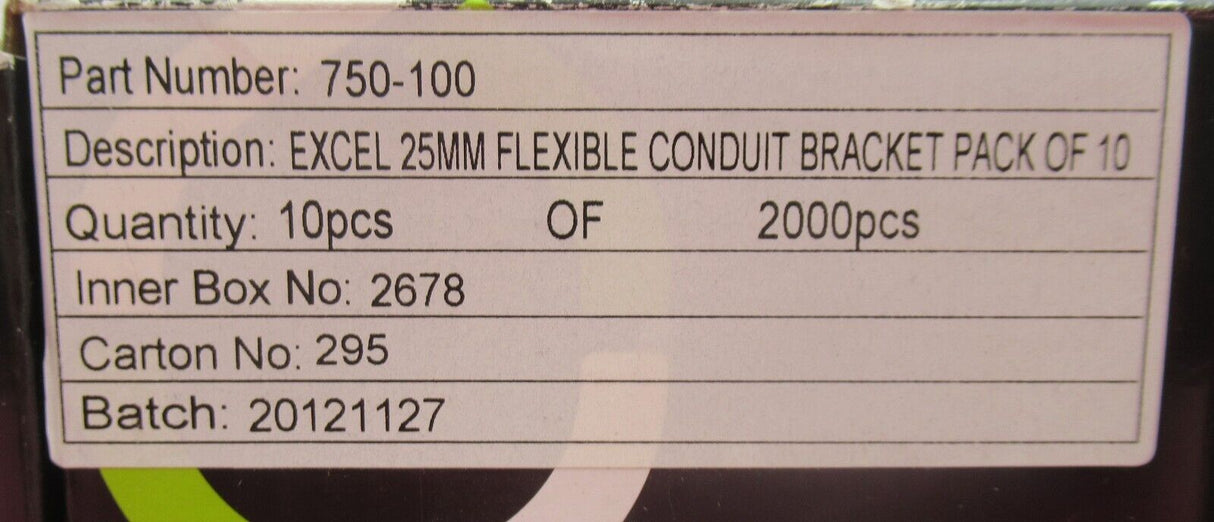 Part Number: 750-100
Description: EXCEL 25MM FLEXIBLE CONDUIT BRACKET PACK OF 10
Quantity: 10pcs OF 2000pcs
Inner Box No: 2678
Carton No: 295
Batch: 20121127